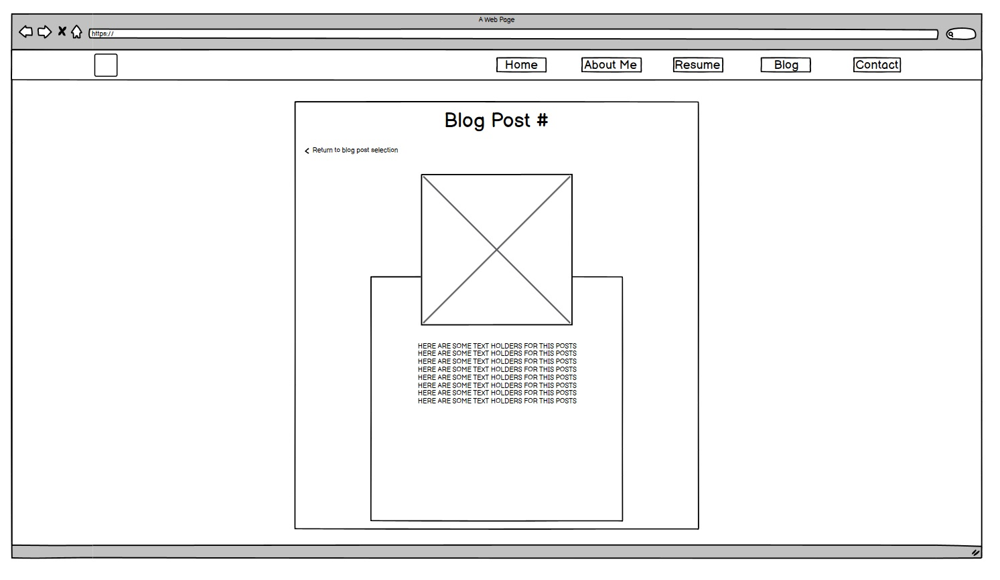 A Web Page
https://
Home
About Me
Resume
Blog
Contact
Blog Post #
Return to blog post selection
HERE ARE SOME TEXT HOLDERS FOR THIS POSTS
HERE ARE SOME TEXT HOLDERS FOR THIS POSTS
HERE ARE SOME TEXT HOLDERS FOR THIS POSTS
HERE ARE SOME TEXT HOLDERS FOR THIS POSTS
HERE ARE SOME TEXT HOLDERS FOR THIS POSTS
HERE ARE SOME TEXT HOLDERS FOR THIS POSTS
HERE ARE SOME TEXT HOLDERS FOR THIS POSTS
HERE ARE SOME TEXT HOLDERS FOR THIS POSTS